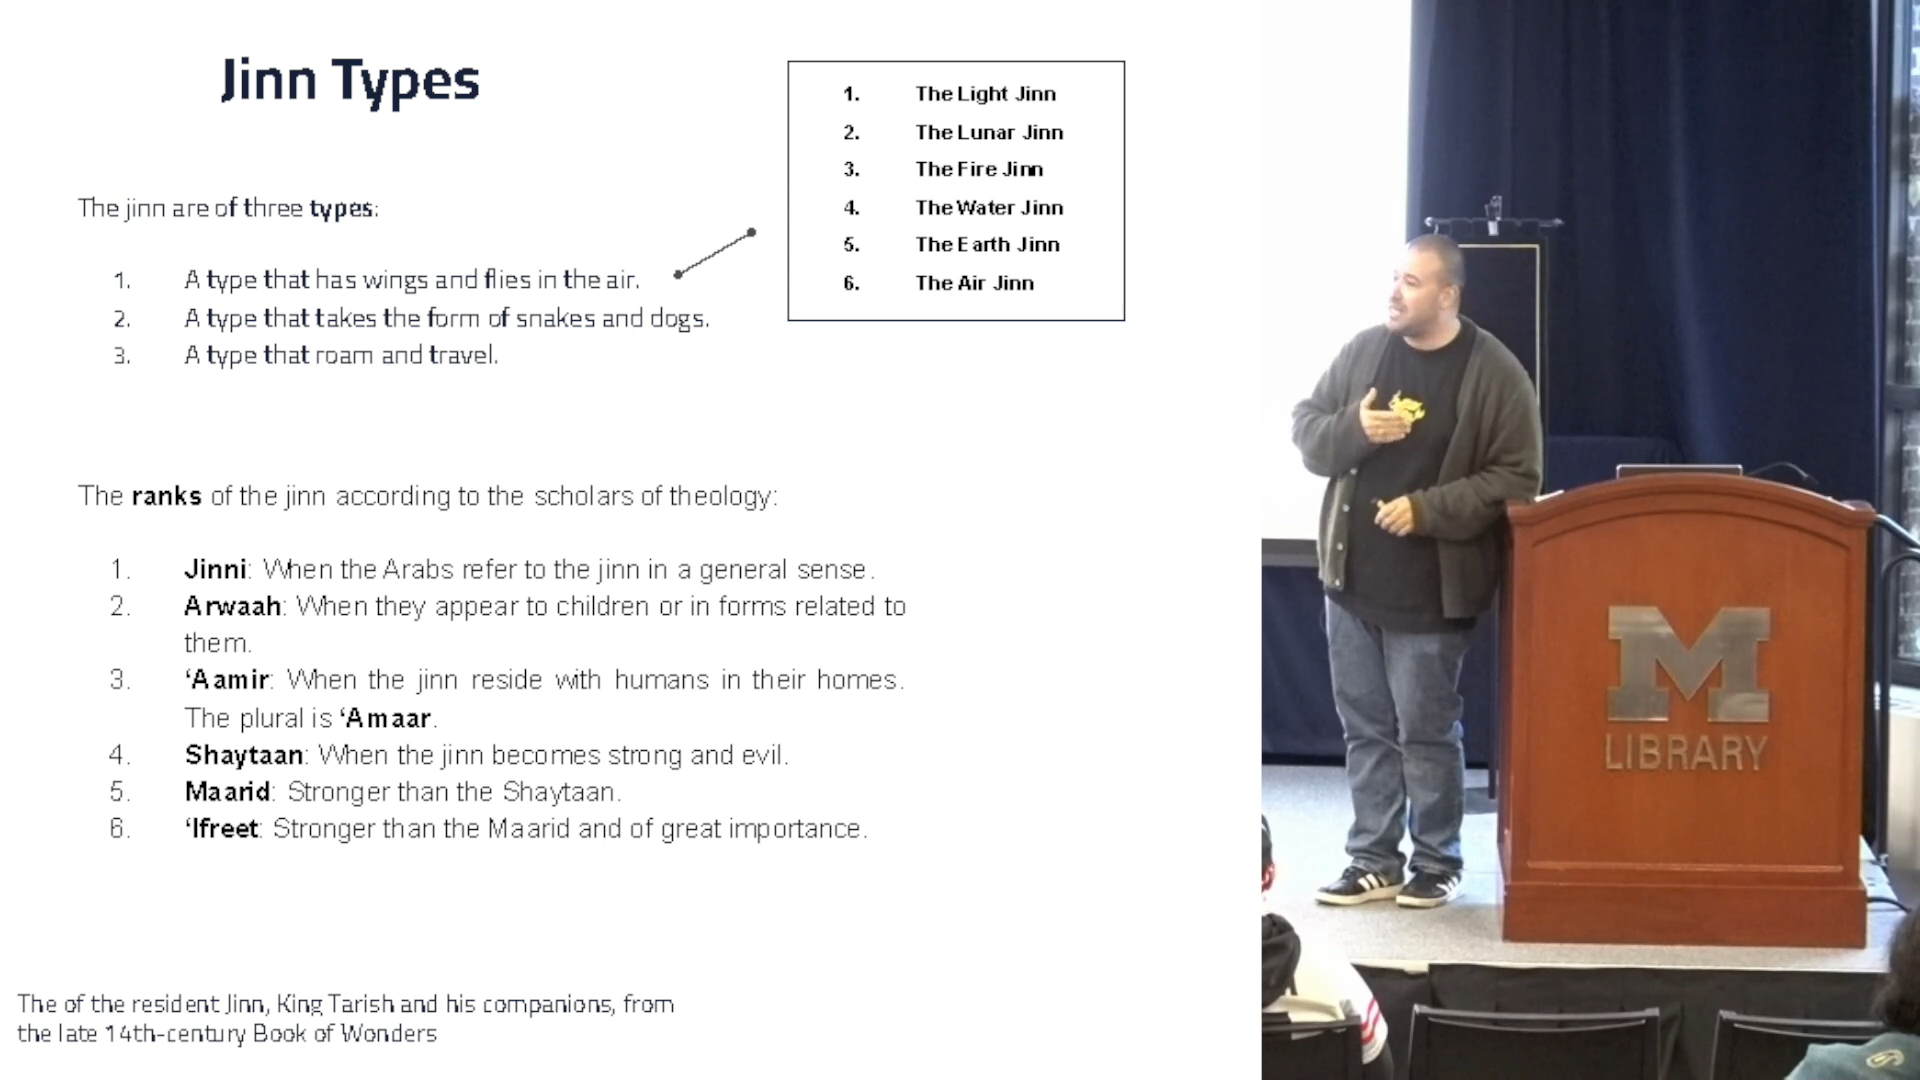 Jinn Types
The jinn are of three types:
1. A type that has wings and flies in the air.
2. A type that takes the form of snakes and dogs.
3. A type that roam and travel.
1. The Light Jinn
2. The Lunar Jinn
3. The Fire Jinn
4. The Water Jinn
5. The Earth Jinn
6. The Air Jinn
The ranks of the jinn according to the scholars of theology:
1. Jinni: When the Arabs refer to the jinn in a general sense.
2. Arwaah: When they appear to children or in forms related to
them.
3. ‘Aamir: When the jinn reside with humans in their homes.
The plural is ‘Amaar.
4. Shaytaan: When the jinn becomes strong and evil.
5. Maarid: Stronger than the Shaytaan.
6. ‘Ifreet: Stronger than the Maarid and of great importance.
The of the resident Jinn, King Tarish and his companions, from
the late 14th-century Book of Wonders
M
LIBRARY